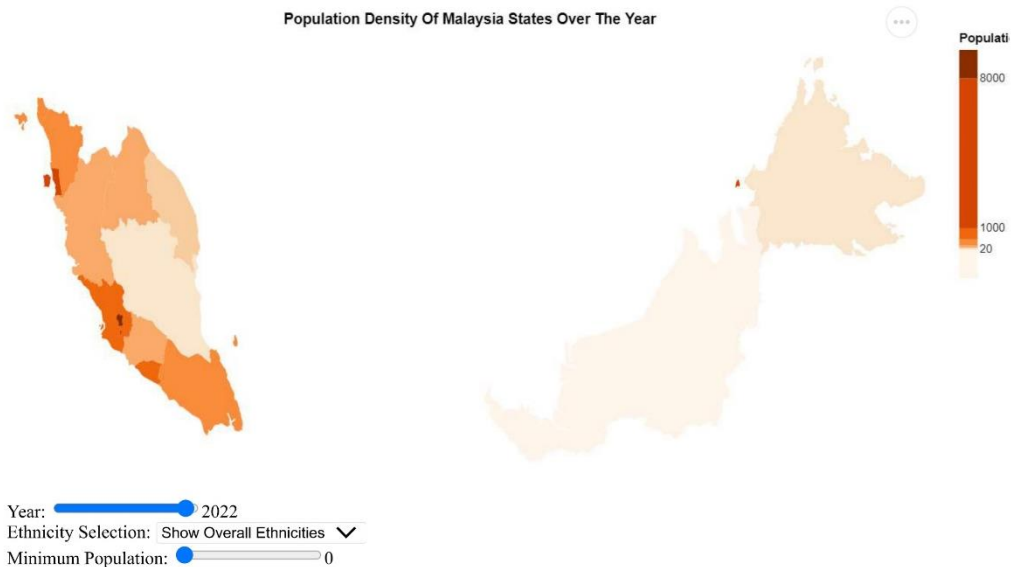 Population Density Of Malaysia States Over The Year
Populati
8000
1000
20
Year: 2022
Ethnicity Selection: Show Overall Ethnicities
Minimum Population: 0